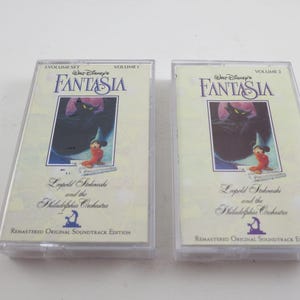 2 VOLUME SET VOLUME 1
Walt Disney's
FANTASIA
Leopold Stokowski
and the
Philadelphia Orchestra
REMASTERED ORIGINAL SOUNDTRACK EDITION
VOLUME 2
Walt Disney's
FANTASIA
Leopold Stokowski
and the
Philadelphia Orchestra
REMASTERED ORIGINAL SOUNDTRACK EDITION